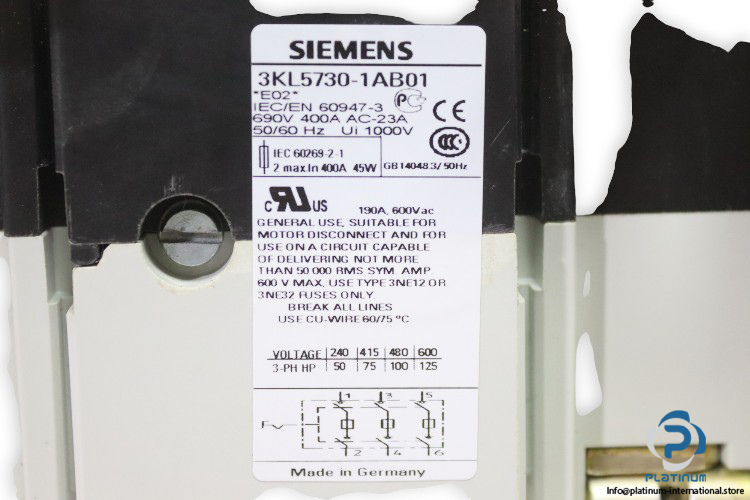 SIEMENS
3KL5730-1AB01
*E02*
IEC/EN 60947-3
690V 400A AC-23A
50/60 Hz Ui 1000V
IEC 60269-2-1
2 max.In 400A 45W
GB14048.3/50Hz
C UR US
190A, 600Vac
GENERAL USE, SUITABLE FOR
MOTOR DISCONNECT AND FOR
USE ON A CIRCUIT CAPABLE
OF DELIVERING NOT MORE
THAN 50 000 RMS SYM. AMP
600 V MAX. USE TYPE 3NE12 OR
3NE32 FUSES ONLY
BREAK ALL LINES
USE CU-WIRE 60/75 °C
VOLTAGE 240 415 480 600
3-PH HP 50 75 100 125
1 3 5
2 4 6
Made in Germany
PLATINUM
info@platinum-international.store